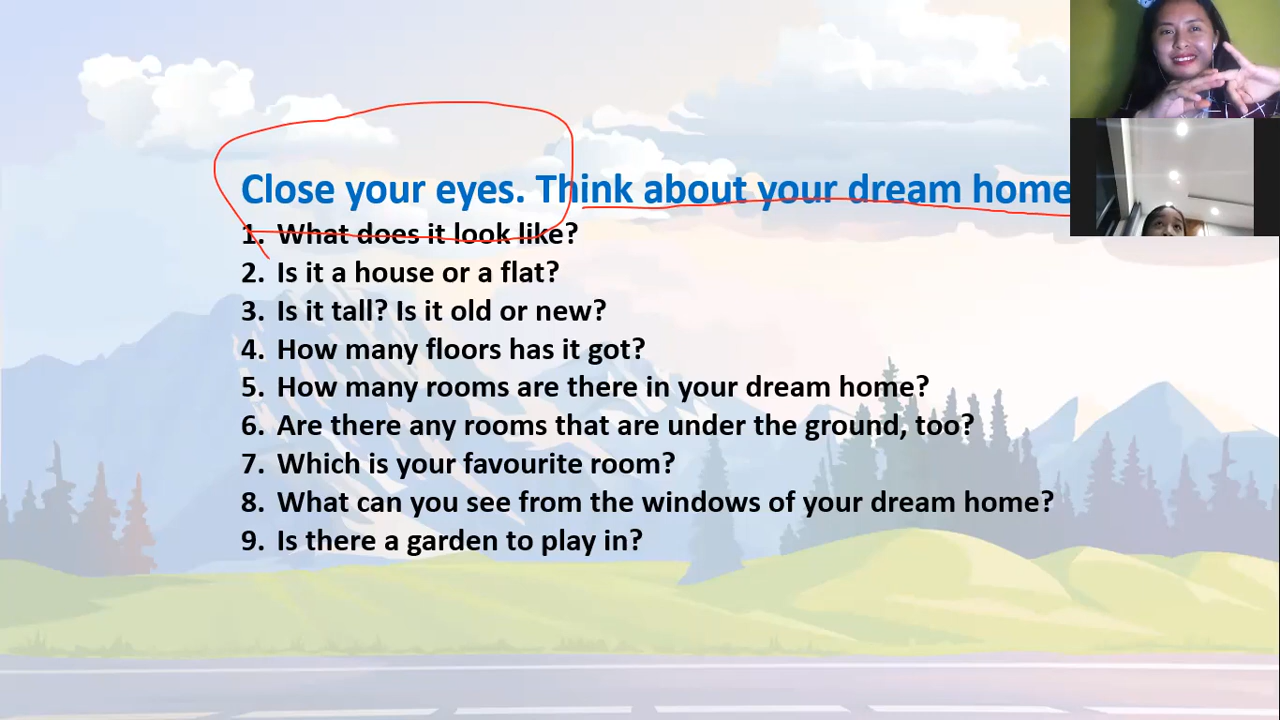 Close your eyes. Think about your dream home
1. What does it look like?
2. Is it a house or a flat?
3. Is it tall? Is it old or new?
4. How many floors has it got?
5. How many rooms are there in your dream home?
6. Are there any rooms that are under the ground, too?
7. Which is your favourite room?
8. What can you see from the windows of your dream home?
9. Is there a garden to play in?